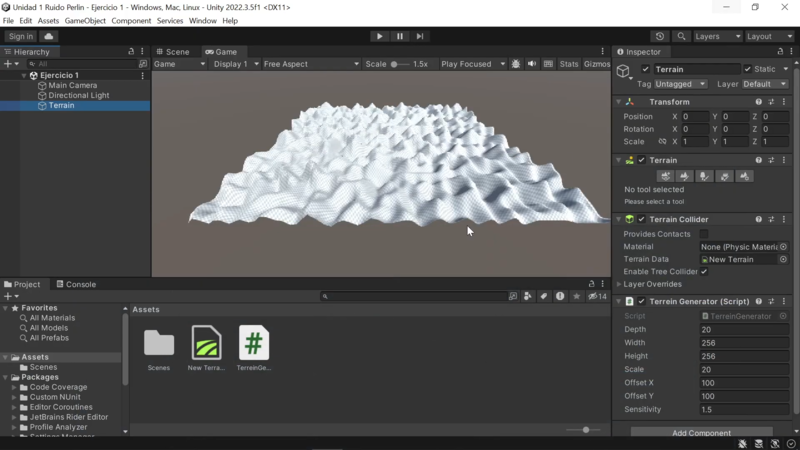 Unidad 1 Ruido Perlin - Ejercicio 1 - Windows, Mac, Linux - Unity 2022.3.5f1 <DX11>
File Edit Assets GameObject Component Services Window Help
Sign in
Layers
Layout
Hierarchy
All
Ejercicio 1
Main Camera
Directional Light
Terrain
Scene Game
Game Display 1 Free Aspect Scale 1.5x Play Focused Stats Gizmos
Inspector
Terrain Static
Tag Untagged Layer Default
Transform
Position X 0 Y 0 Z 0
Rotation X 0 Y 0 Z 0
Scale X 1 Y 1 Z 1
Terrain
No tool selected
Please select a tool
Terrain Collider
Provides Contacts
Material None (Physic Materia
Terrain Data New Terrain
Enable Tree Collider
Layer Overrides
Terrein Generator (Script)
Script TerreinGenerator
Depth 20
Width 256
Height 256
Scale 20
Offset X 100
Offset Y 100
Sensitivity 1.5
Add Component
Project Console
14
Favorites
All Materials
All Models
All Prefabs
Assets
Scenes
Packages
Code Coverage
Custom NUnit
Editor Coroutines
JetBrains Rider Editor
Profile Analyzer
Settings Manager
Assets
Scenes
New Terra...
TerreinGe...